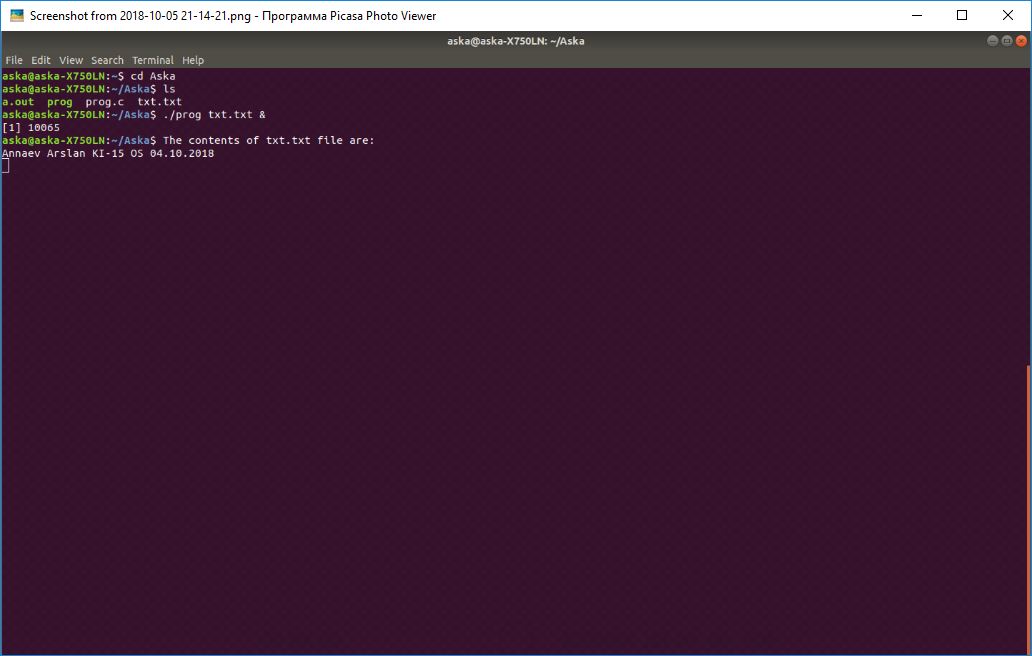 Screenshot from 2018-10-05 21-14-21.png - Программа Picasa Photo Viewer
aska@aska-X750LN: ~/Aska
File Edit View Search Terminal Help
aska@aska-X750LN:~$ cd Aska
aska@aska-X750LN:~/Aska$ ls
a.out  prog  prog.c  txt.txt
aska@aska-X750LN:~/Aska$ ./prog txt.txt &
[1] 10065
aska@aska-X750LN:~/Aska$ The contents of txt.txt file are:
Annaev Arslan KI-15 OS 04.10.2018